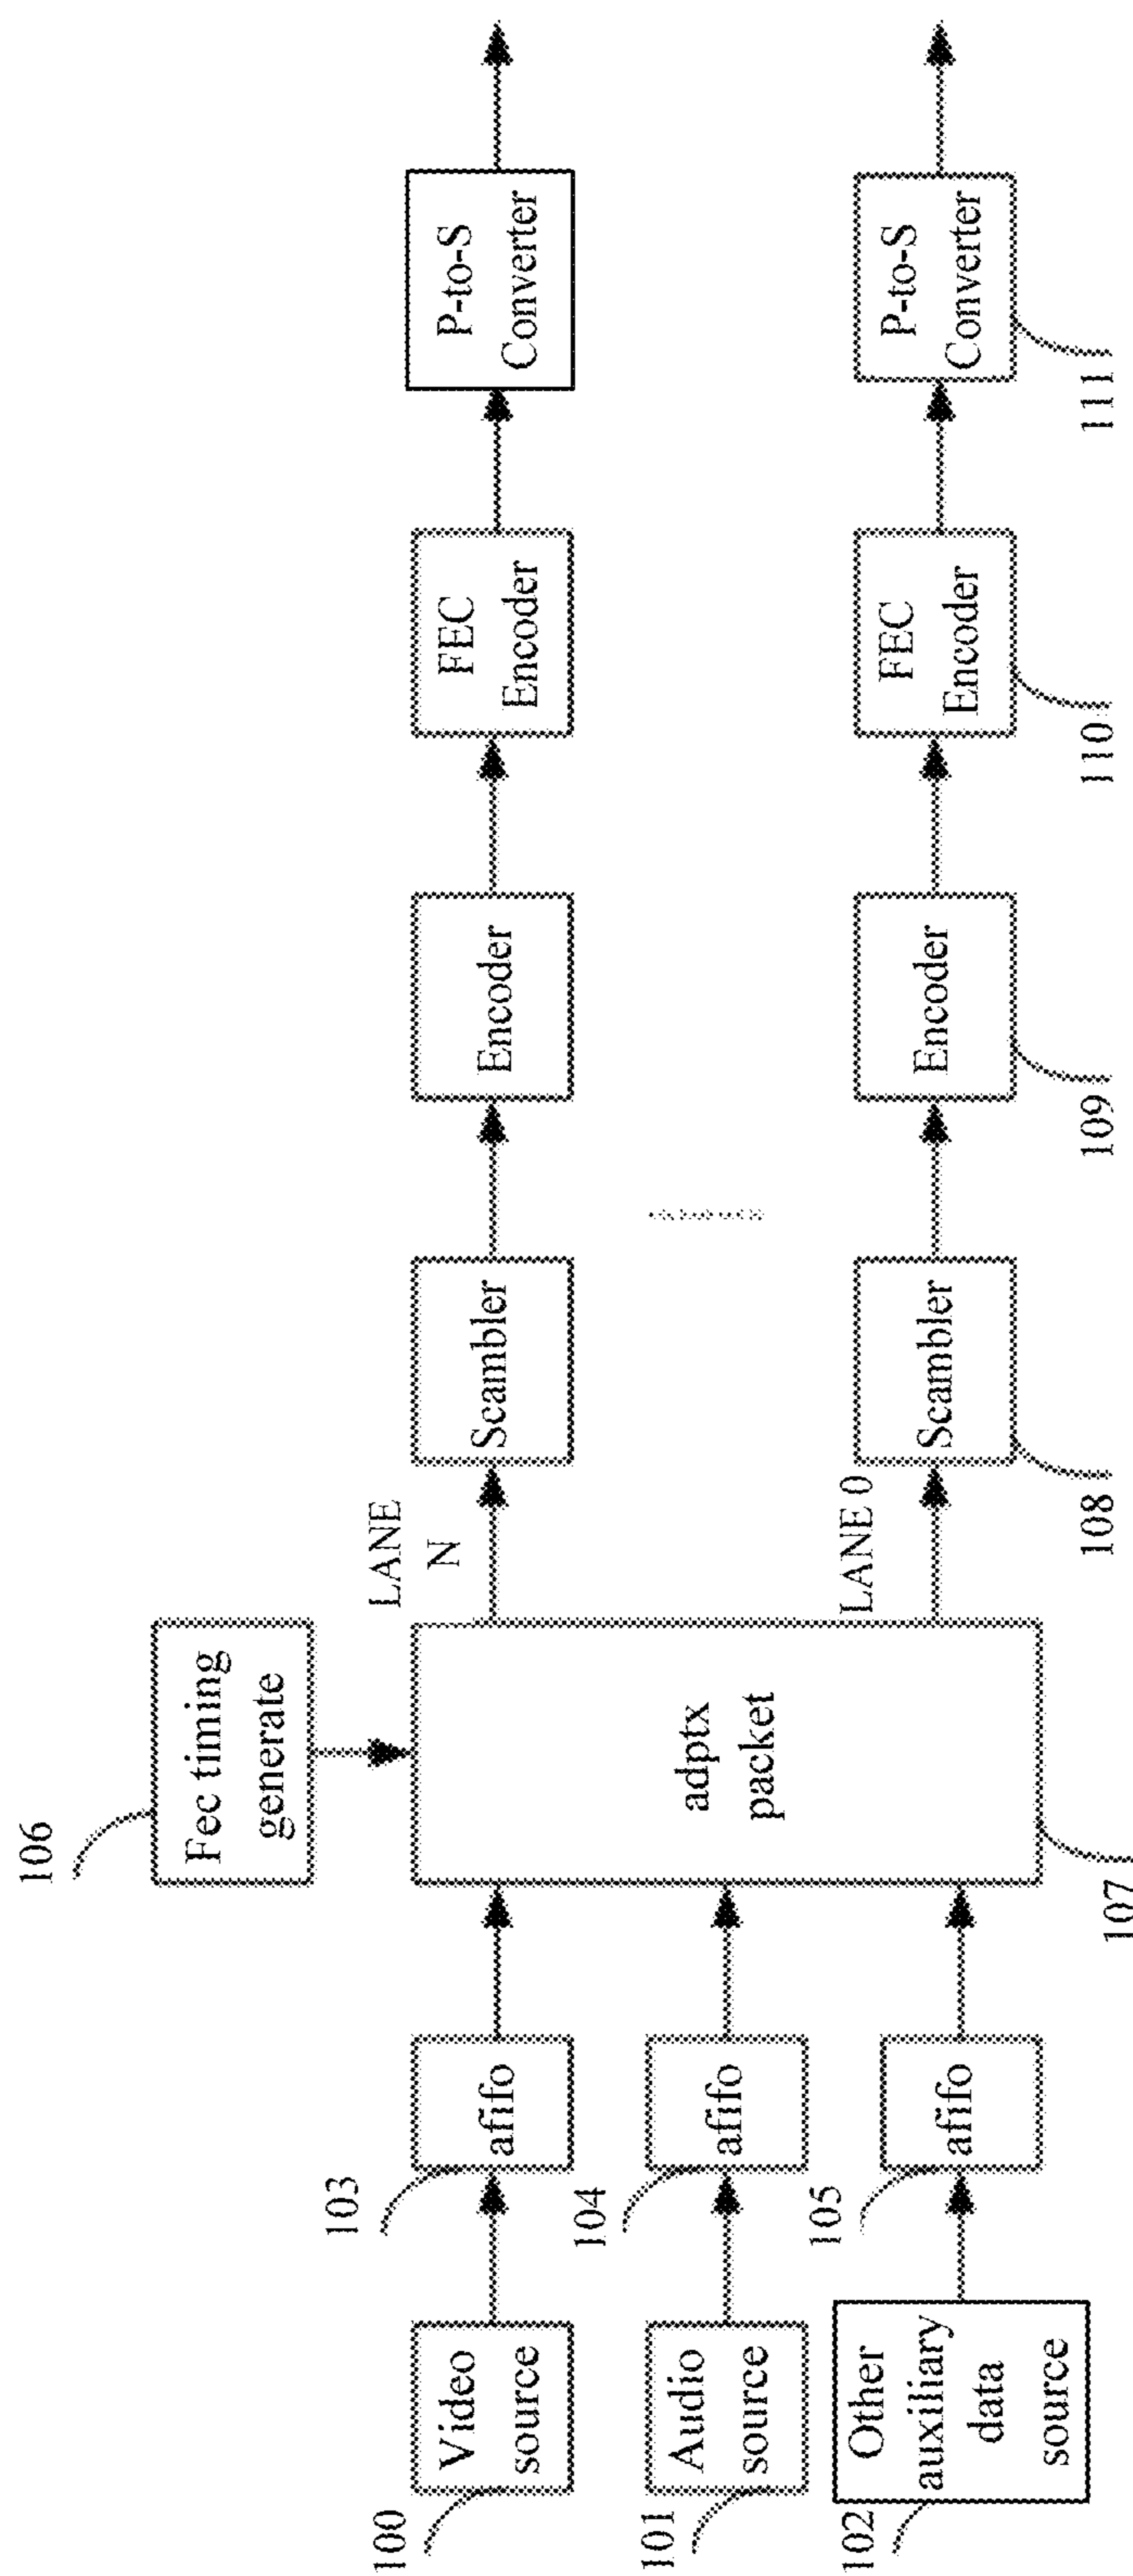 106
Fec timing
generate
LANE
N
Scambler
Encoder
FEC
Encoder
P-to-S
Converter
100
Video
source
103
afifo
101
Audio
source
104
afifo
adptx
packet
107
102
Other
auxiliary
data
source
105
afifo
LANE 0
Scambler
108
Encoder
109
FEC
Encoder
110
P-to-S
Converter
111